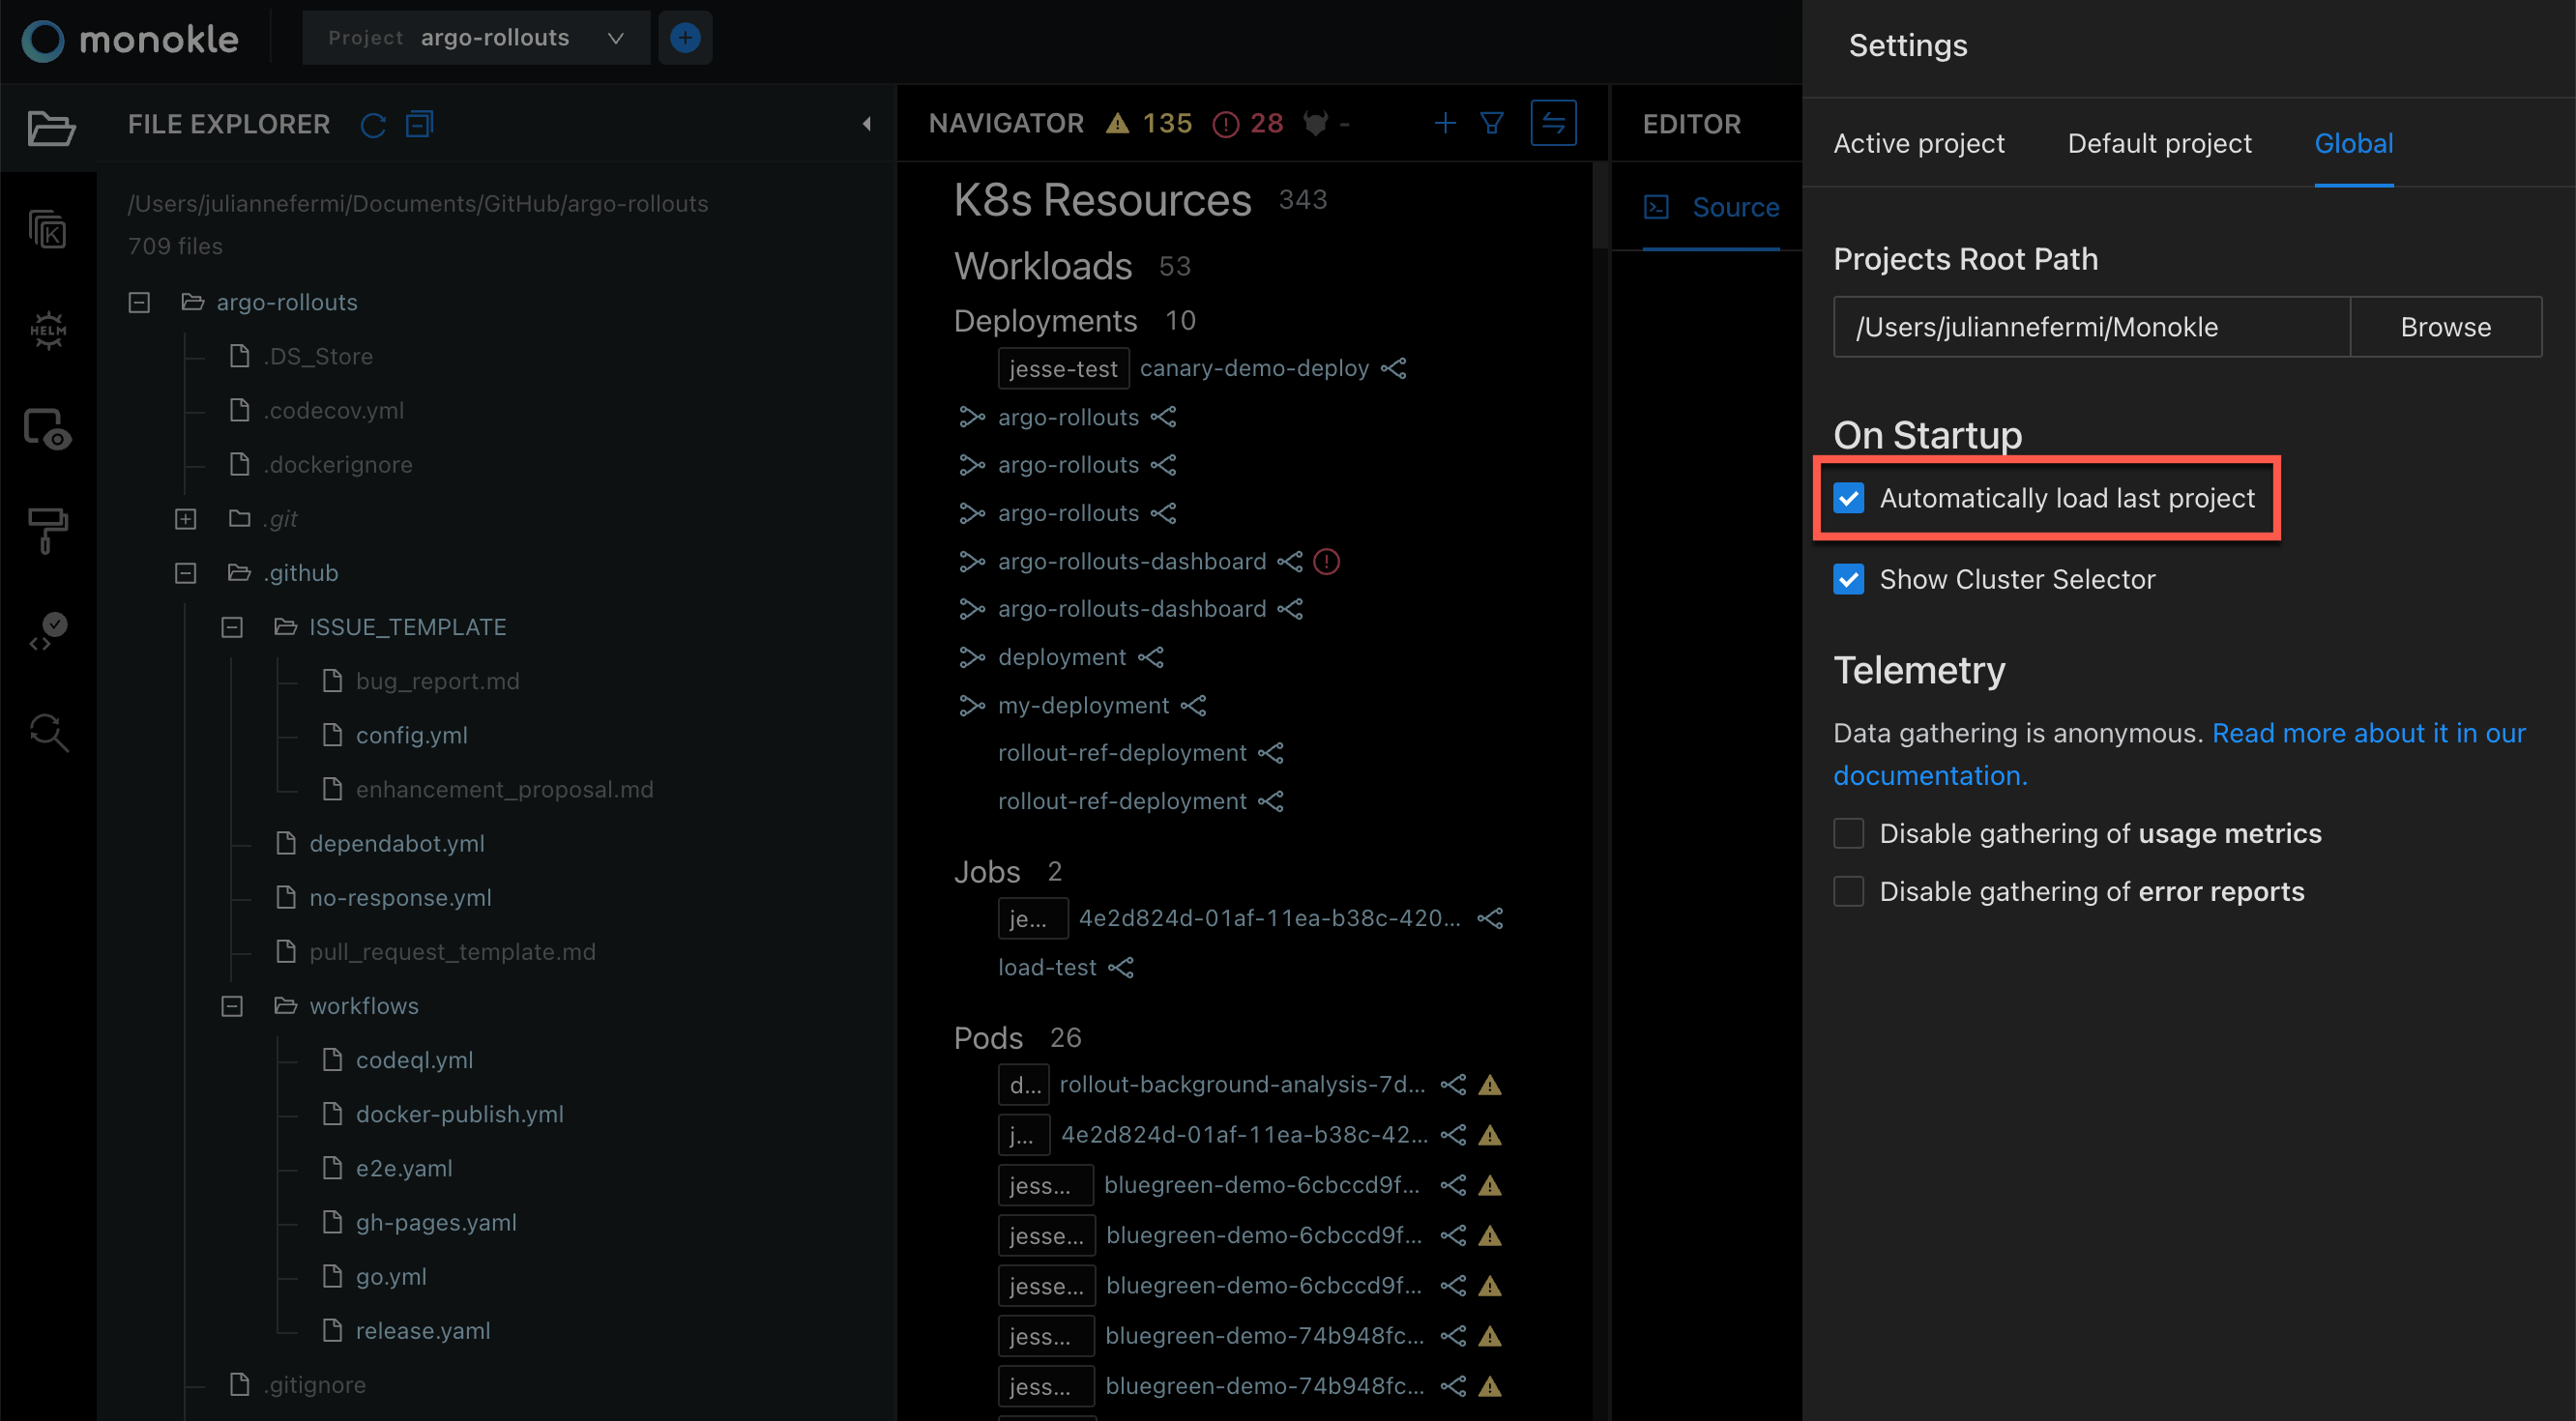 monokle
Project argo-rollouts
FILE EXPLORER
/Users/juliannefermi/Documents/GitHub/argo-rollouts
709 files
argo-rollouts
.DS_Store
.codecov.yml
.dockerignore
.git
.github
ISSUE_TEMPLATE
bug_report.md
config.yml
enhancement_proposal.md
dependabot.yml
no-response.yml
pull_request_template.md
workflows
codeql.yml
docker-publish.yml
e2e.yaml
gh-pages.yaml
go.yml
release.yaml
.gitignore
K
HELM
NAVIGATOR 135 28 -
K8s Resources 343
Workloads 53
Deployments 10
jesse-test canary-demo-deploy
argo-rollouts
argo-rollouts
argo-rollouts
argo-rollouts-dashboard
argo-rollouts-dashboard
deployment
my-deployment
rollout-ref-deployment
rollout-ref-deployment
Jobs 2
je... 4e2d824d-01af-11ea-b38c-420...
load-test
Pods 26
d... rollout-background-analysis-7d...
j... 4e2d824d-01af-11ea-b38c-42...
jess... bluegreen-demo-6cbccd9f...
jesse... bluegreen-demo-6cbccd9f...
jesse... bluegreen-demo-6cbccd9f...
jess... bluegreen-demo-74b948fc...
jess... bluegreen-demo-74b948fc...
EDITOR
Source
Settings
Active project Default project Global
Projects Root Path
/Users/juliannefermi/Monokle Browse
On Startup
Automatically load last project
Show Cluster Selector
Telemetry
Data gathering is anonymous. Read more about it in our
documentation.
Disable gathering of usage metrics
Disable gathering of error reports